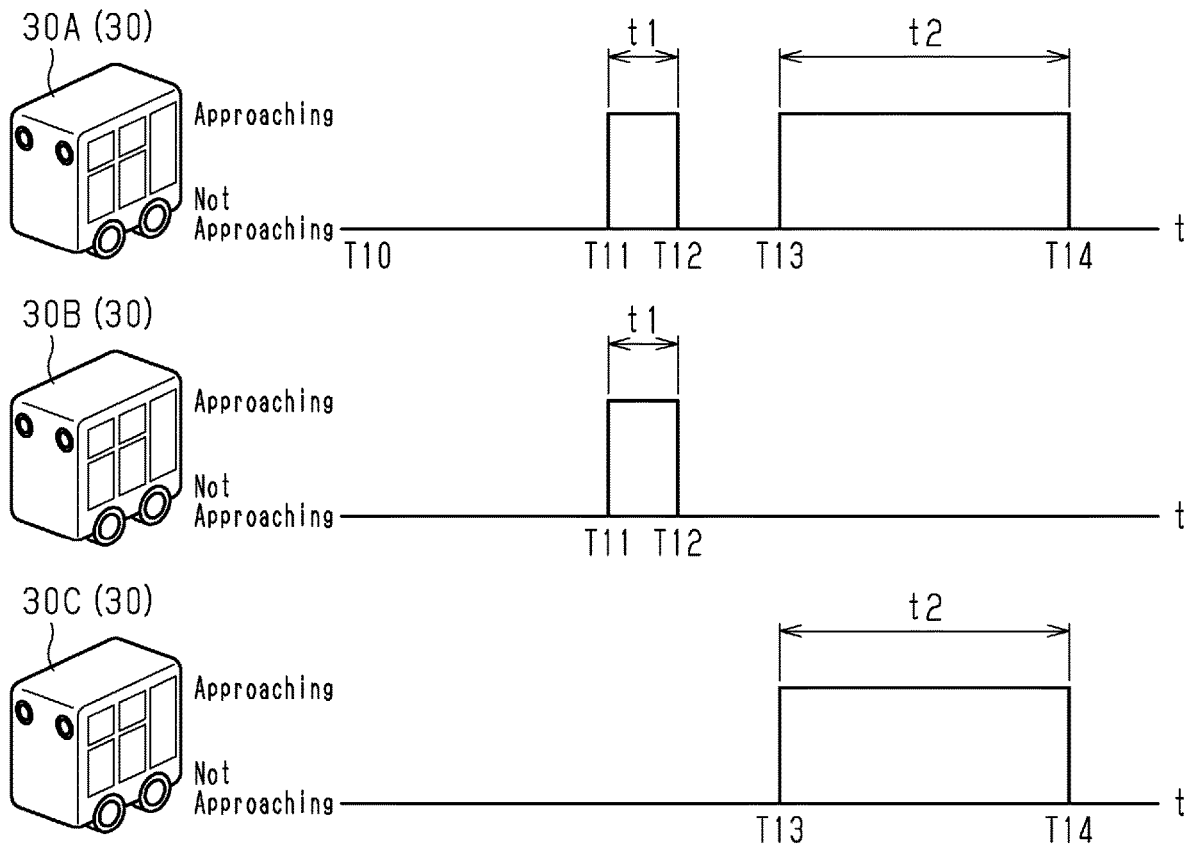 30A (30)
t1
t2
Approaching
Not
Approaching
t
T10
T11
T12
T13
T14
30B (30)
t1
Approaching
Not
Approaching
t
T11
T12
30C (30)
t2
Approaching
Not
Approaching
t
T13
T14